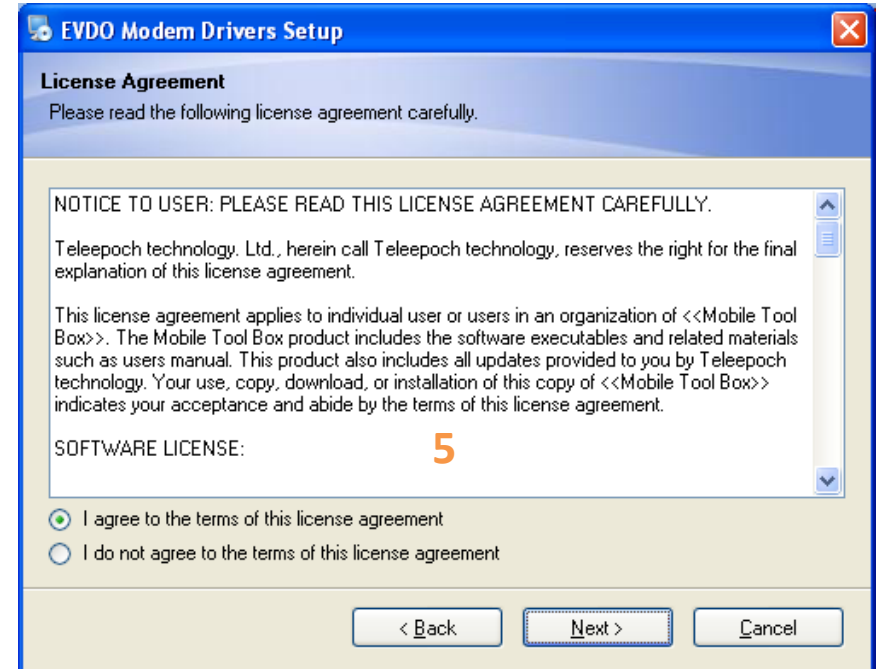 EVDO Modem Drivers Setup
License Agreement
Please read the following license agreement carefully.
NOTICE TO USER: PLEASE READ THIS LICENSE AGREEMENT CAREFULLY.
Teleepoch technology. Ltd., herein call Teleepoch technology, reserves the right for the final
explanation of this license agreement.
This license agreement applies to individual user or users in an organization of <<Mobile Tool
Box>>. The Mobile Tool Box product includes the software executables and related materials
such as users manual. This product also includes all updates provided to you by Teleepoch
technology. Your use, copy, download, or installation of this copy of <<Mobile Tool Box>>
indicates your acceptance and abide by the terms of this license agreement.
SOFTWARE LICENSE:
5
I agree to the terms of this license agreement
I do not agree to the terms of this license agreement
< Back Next > Cancel